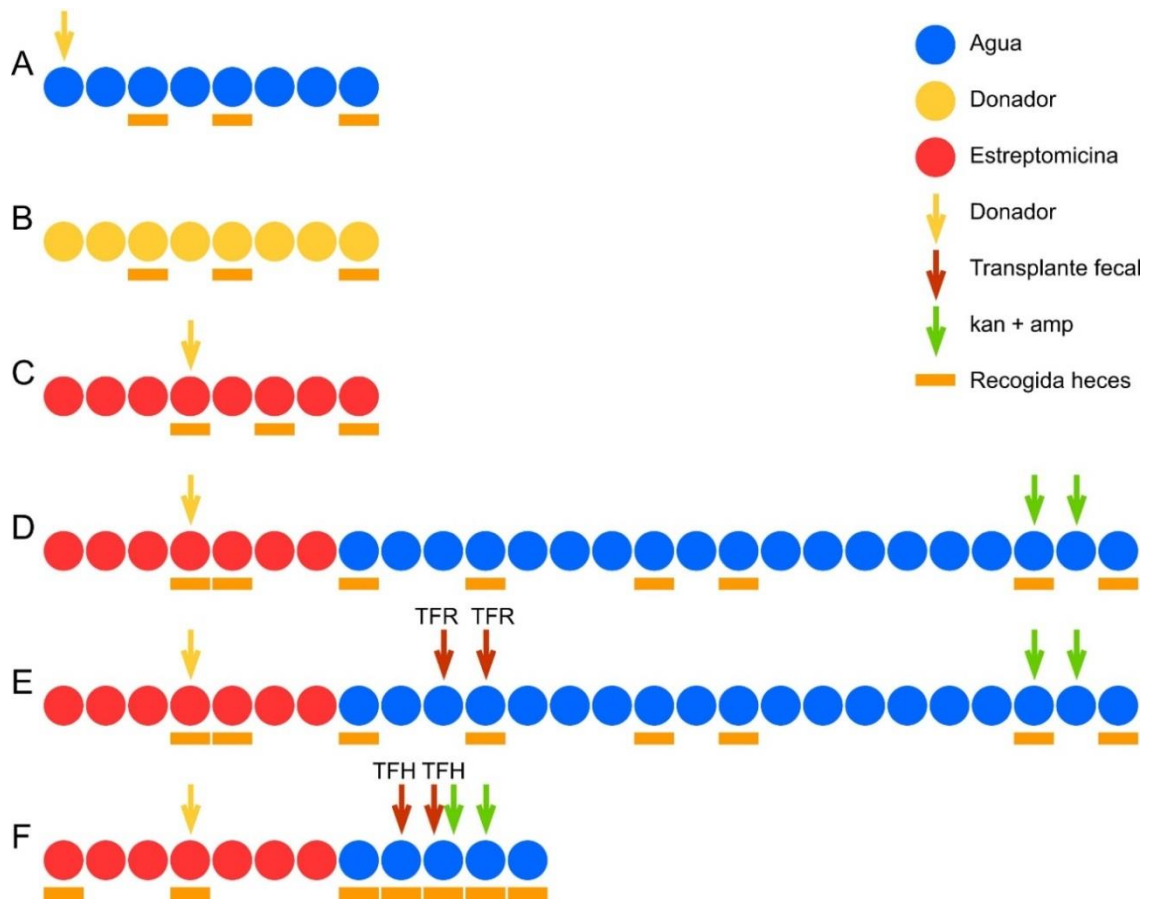 A
B
C
D
TFR TFR
E
TFH TFH
F
Agua
Donador
Estreptomicina
Donador
Transplante fecal
kan + amp
Recogida heces